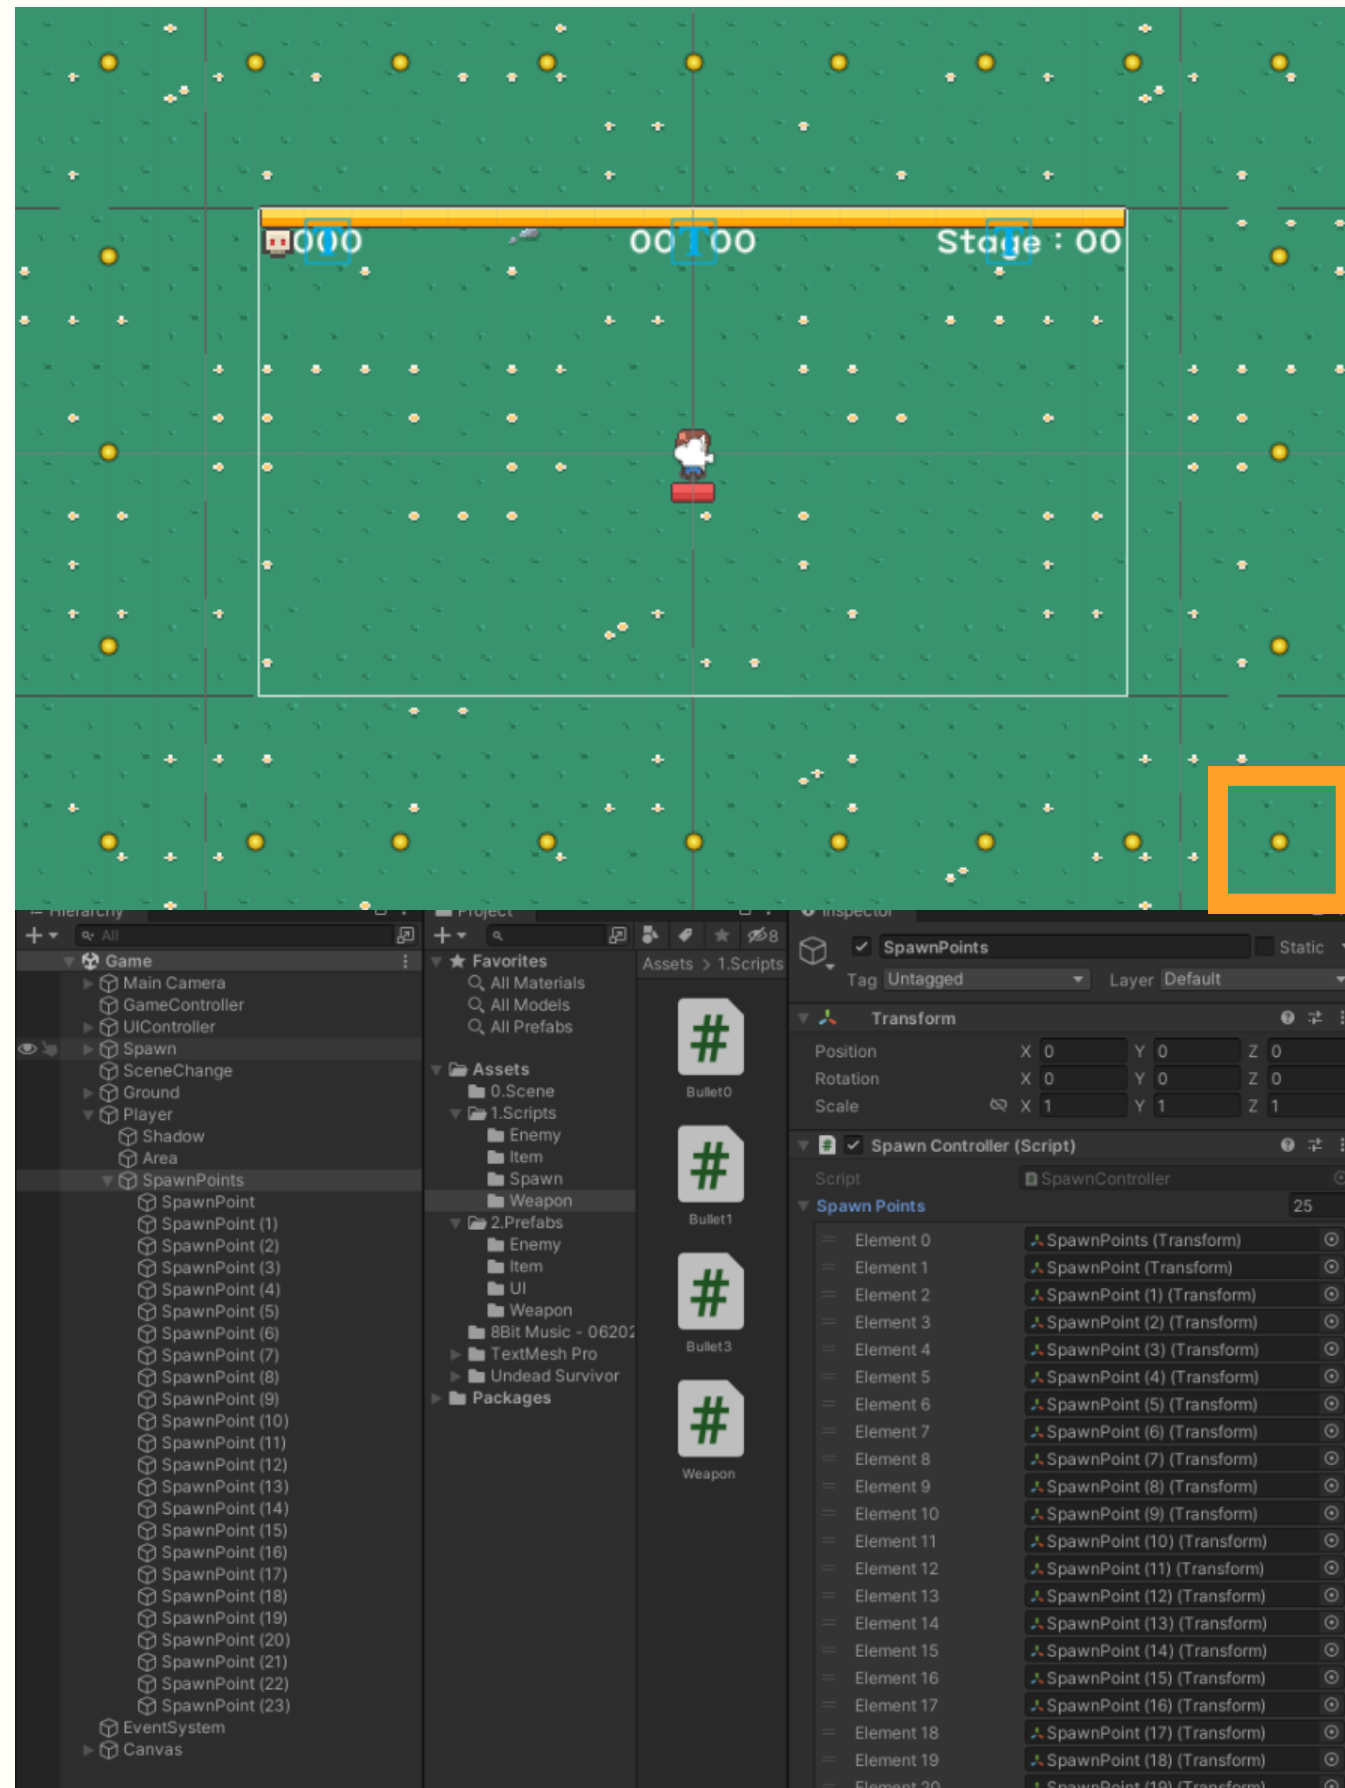 000
00
00
Stage : 00
Hierarchy
All
Game
Main Camera
GameController
UIController
Spawn
SceneChange
Ground
Player
Shadow
Area
SpawnPoints
SpawnPoint
SpawnPoint (1)
SpawnPoint (2)
SpawnPoint (3)
SpawnPoint (4)
SpawnPoint (5)
SpawnPoint (6)
SpawnPoint (7)
SpawnPoint (8)
SpawnPoint (9)
SpawnPoint (10)
SpawnPoint (11)
SpawnPoint (12)
SpawnPoint (13)
SpawnPoint (14)
SpawnPoint (15)
SpawnPoint (16)
SpawnPoint (17)
SpawnPoint (18)
SpawnPoint (19)
SpawnPoint (20)
SpawnPoint (21)
SpawnPoint (22)
SpawnPoint (23)
EventSystem
Canvas
Project
8
Favorites
All Materials
All Models
All Prefabs
Assets
0.Scene
1.Scripts
Enemy
Item
Spawn
Weapon
2.Prefabs
Enemy
Item
UI
Weapon
8Bit Music - 06202
TextMesh Pro
Undead Survivor
Packages
Assets > 1.Scripts
#
Bullet0
#
Bullet1
#
Bullet3
#
Weapon
Inspector
SpawnPoints Static
Tag Untagged Layer Default
Transform
Position X 0 Y 0 Z 0
Rotation X 0 Y 0 Z 0
Scale X 1 Y 1 Z 1
# Spawn Controller (Script)
Script SpawnController
Spawn Points 25
Element 0 SpawnPoints (Transform)
Element 1 SpawnPoint (Transform)
Element 2 SpawnPoint (1) (Transform)
Element 3 SpawnPoint (2) (Transform)
Element 4 SpawnPoint (3) (Transform)
Element 5 SpawnPoint (4) (Transform)
Element 6 SpawnPoint (5) (Transform)
Element 7 SpawnPoint (6) (Transform)
Element 8 SpawnPoint (7) (Transform)
Element 9 SpawnPoint (8) (Transform)
Element 10 SpawnPoint (9) (Transform)
Element 11 SpawnPoint (10) (Transform)
Element 12 SpawnPoint (11) (Transform)
Element 13 SpawnPoint (12) (Transform)
Element 14 SpawnPoint (13) (Transform)
Element 15 SpawnPoint (14) (Transform)
Element 16 SpawnPoint (15) (Transform)
Element 17 SpawnPoint (16) (Transform)
Element 18 SpawnPoint (17) (Transform)
Element 19 SpawnPoint (18) (Transform)
Element 20 SpawnPoint (19) (Transform)